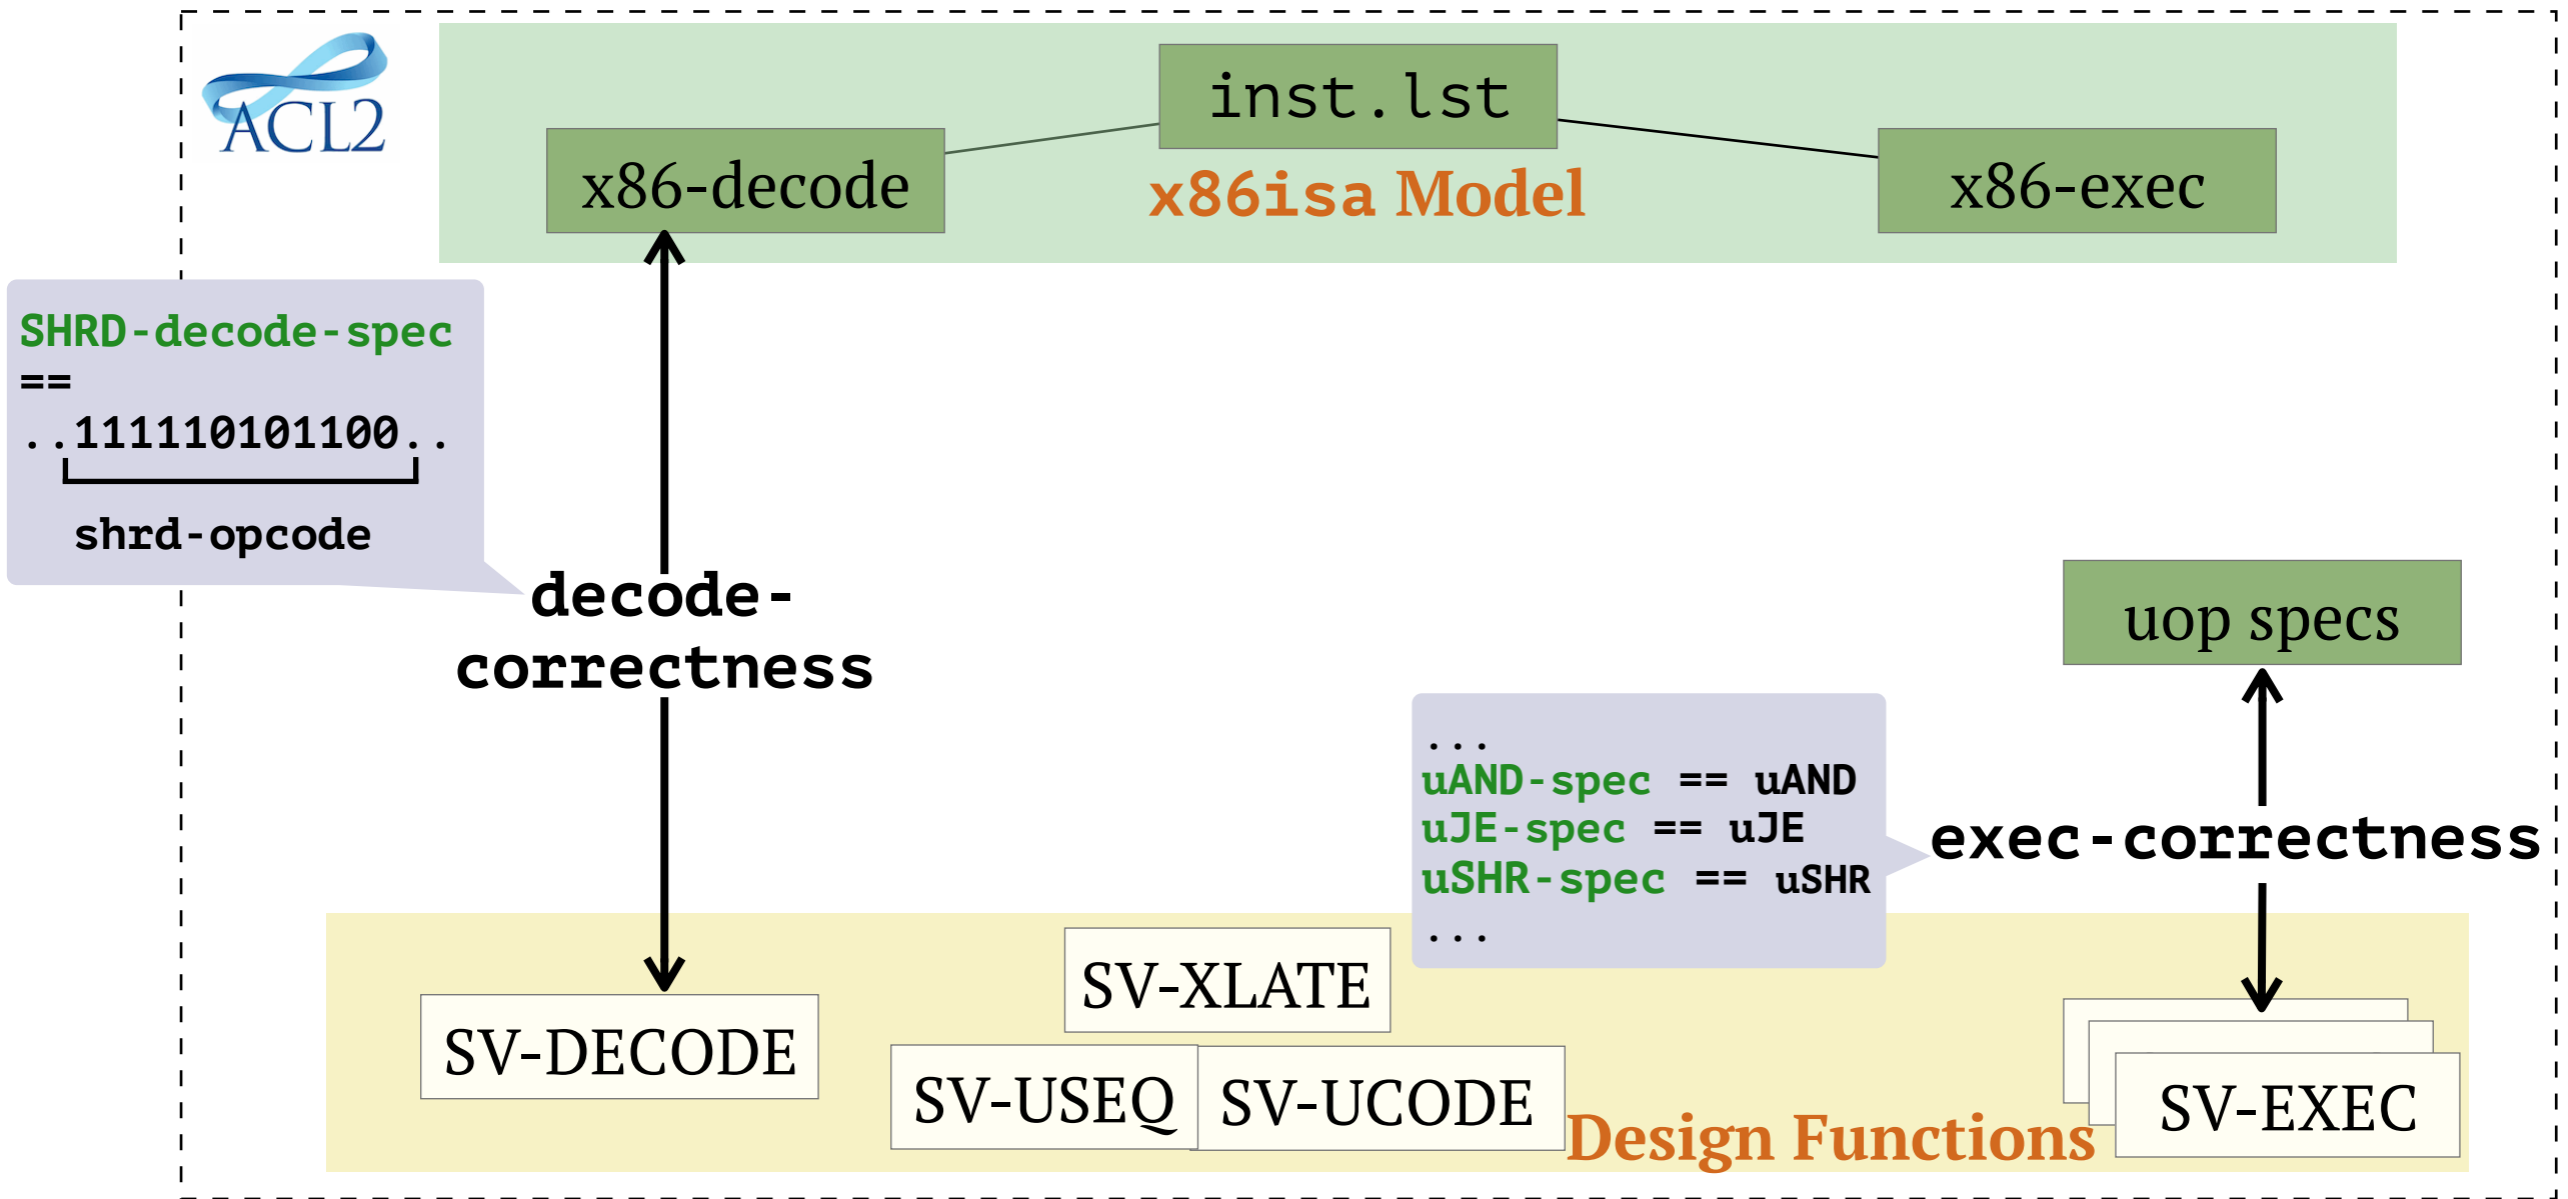 ACL2
inst.lst
x86-decode
x86isa Model
x86-exec
SHRD-decode-spec
==
..111110101100..
shrd-opcode
decode-
correctness
uop specs
...
uAND-spec == uAND
uJE-spec == uJE
uSHR-spec == uSHR
...
exec-correctness
SV-XLATE
SV-DECODE
SV-USEQ
SV-UCODE
Design Functions
SV-EXEC